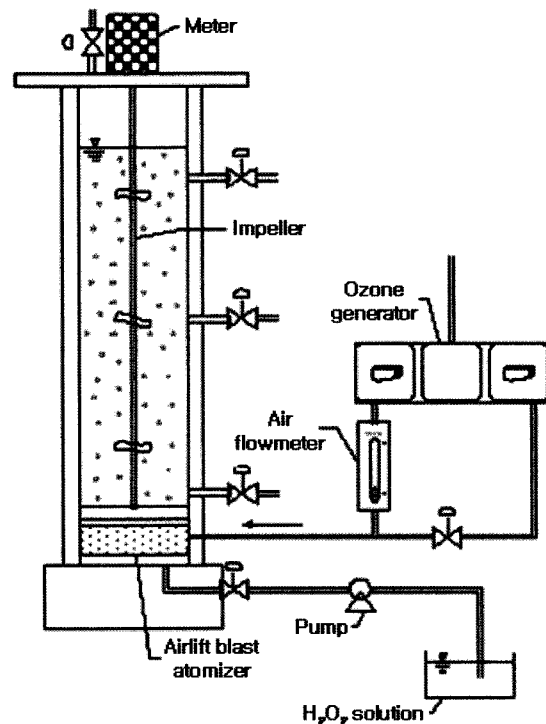 Meter
Impeller
Ozone
generator
Air
flowmeter
Airlift blast
atomizer
Pump
H₂O₂ solution